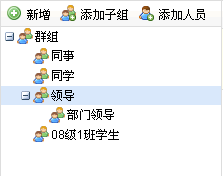 新增 添加子组 添加人员
群组
同事
同学
领导
部门领导
08级1班学生